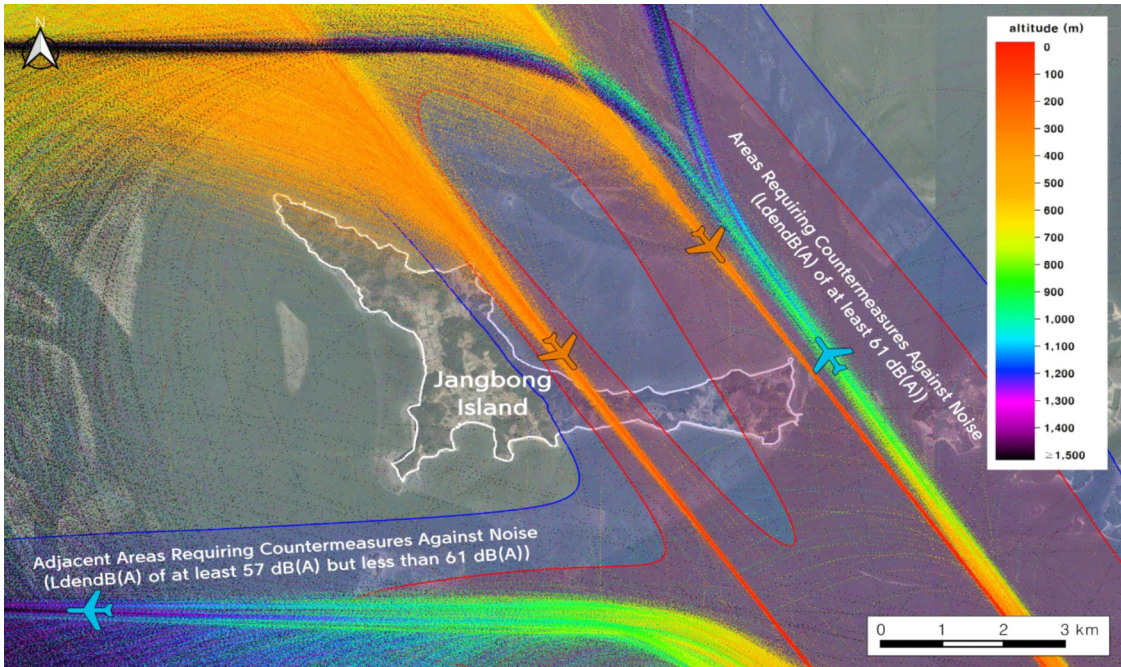 N
altitude (m)
0
100
200
300
400
500
600
700
800
900
1,000
1,100
1,200
1,300
1,400
≥1,500
Areas Requiring Countermeasures Against Noise
(LdendB(A) of at least 61 dB(A))
Jangbong
Island
Adjacent Areas Requiring Countermeasures Against Noise
(LdendB(A) of at least 57 dB(A) but less than 61 dB(A))
0 1 2 3 km